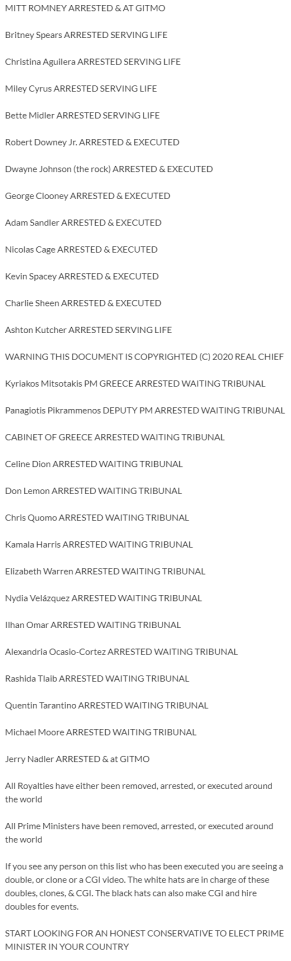 MITT ROMNEY ARRESTED & AT GITMO
Britney Spears ARRESTED SERVING LIFE
Christina Aguilera ARRESTED SERVING LIFE
Miley Cyrus ARRESTED SERVING LIFE
Bette Midler ARRESTED SERVING LIFE
Robert Downey Jr. ARRESTED & EXECUTED
Dwayne Johnson (the rock) ARRESTED & EXECUTED
George Clooney ARRESTED & EXECUTED
Adam Sandler ARRESTED & EXECUTED
Nicolas Cage ARRESTED & EXECUTED
Kevin Spacey ARRESTED & EXECUTED
Charlie Sheen ARRESTED & EXECUTED
Ashton Kutcher ARRESTED SERVING LIFE
WARNING THIS DOCUMENT IS COPYRIGHTED (C) 2020 REAL CHIEF
Kyriakos Mitsotakis PM GREECE ARRESTED WAITING TRIBUNAL
Panagiotis Pikrammenos DEPUTY PM ARRESTED WAITING TRIBUNAL
CABINET OF GREECE ARRESTED WAITING TRIBUNAL
Celine Dion ARRESTED WAITING TRIBUNAL
Don Lemon ARRESTED WAITING TRIBUNAL
Chris Quomo ARRESTED WAITING TRIBUNAL
Kamala Harris ARRESTED WAITING TRIBUNAL
Elizabeth Warren ARRESTED WAITING TRIBUNAL
Nydia Velázquez ARRESTED WAITING TRIBUNAL
Ilhan Omar ARRESTED WAITING TRIBUNAL
Alexandria Ocasio-Cortez ARRESTED WAITING TRIBUNAL
Rashida Tlaib ARRESTED WAITING TRIBUNAL
Quentin Tarantino ARRESTED WAITING TRIBUNAL
Michael Moore ARRESTED WAITING TRIBUNAL
Jerry Nadler ARRESTED & at GITMO
All Royalties have either been removed, arrested, or executed around
the world
All Prime Ministers have been removed, arrested, or executed around
the world
If you see any person on this list who has been executed you are seeing a
double, or clone or a CGI video. The white hats are in charge of these
doubles, clones, & CGI. The black hats can also make CGI and hire
doubles for events.
START LOOKING FOR AN HONEST CONSERVATIVE TO ELECT PRIME
MINISTER IN YOUR COUNTRY